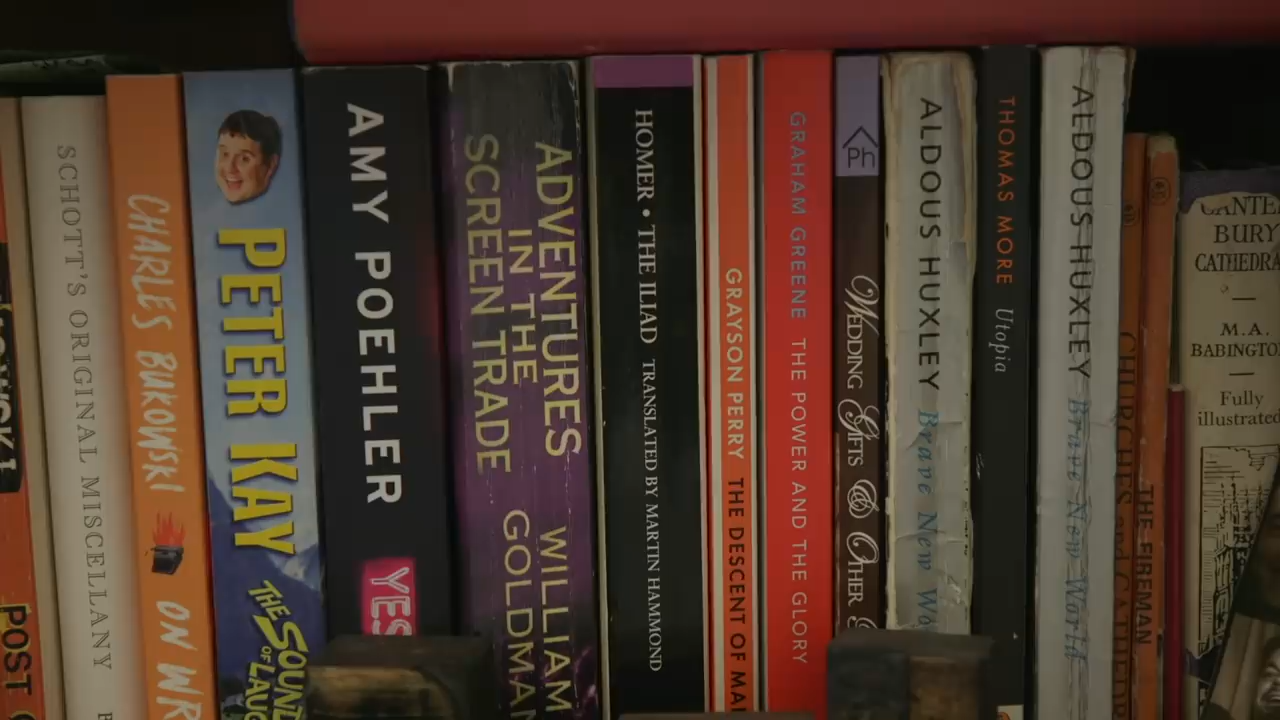 POST
SCHOTT'S ORIGINAL MISCELLANY
CHARLES BUKOWSKI ON WR
PETER KAY
THE SOUND
OF LAUG
AMY POEHLER YES
ADVENTURES
IN THE
SCREEN TRADE
WILLIAM
GOLDMAN
HOMER • THE ILIAD TRANSLATED BY MARTIN HAMMOND
GRAYSON PERRY THE DESCENT OF MA
GRAHAM GREENE THE POWER AND THE GLORY
Ph
WEDDING GIFTS & OTHER
ALDOUS HUXLEY Brave New Wo
THOMAS MORE Utopia
ALDOUS HUXLEY Brave New World
CHURCHES and CATHEDR
THE FIREMAN
CANTER
BURY
CATHEDRA
M.A.
BABINGTO
Fully
illustrated